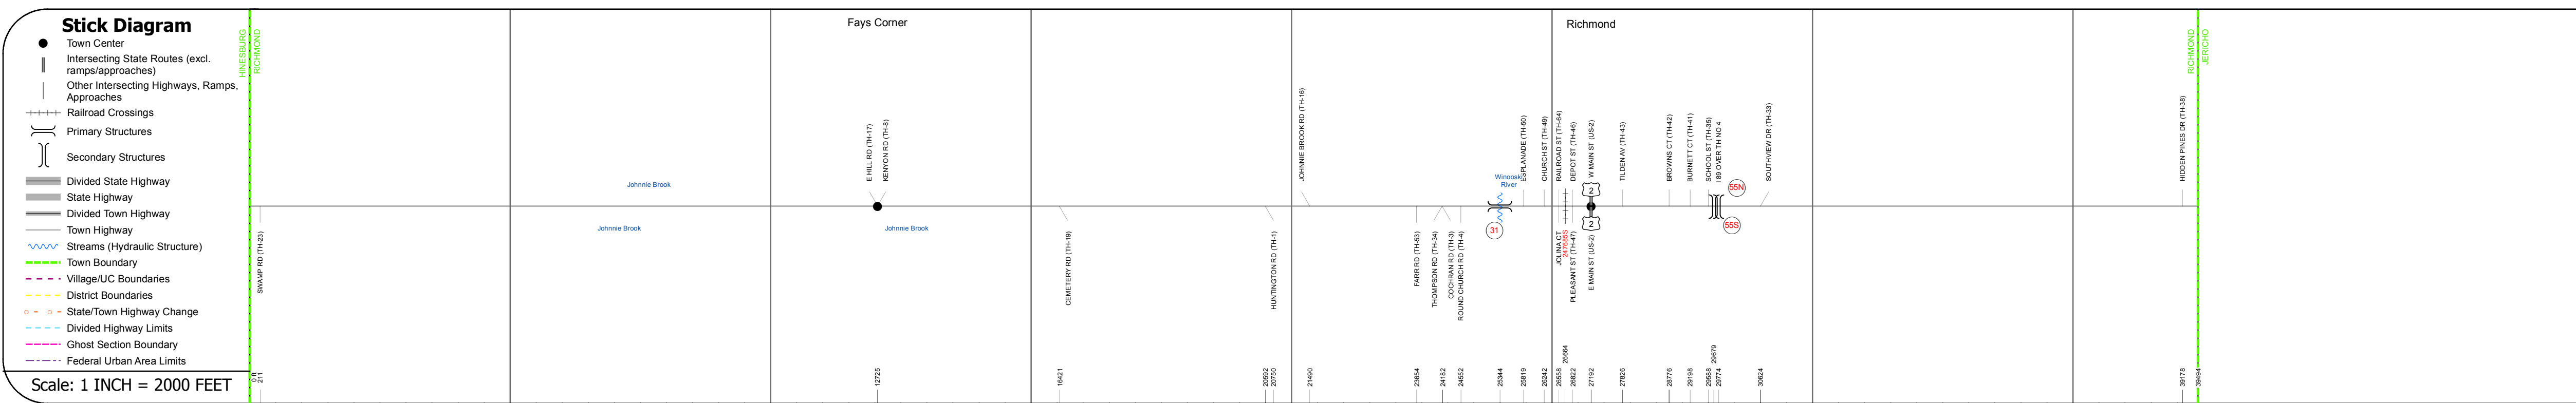 Stick Diagram
Town Center
Intersecting State Routes (excl.
ramps/approaches)
Other Intersecting Highways, Ramps,
Approaches
Railroad Crossings
Primary Structures
Secondary Structures
Divided State Highway
State Highway
Divided Town Highway
Town Highway
Streams (Hydraulic Structure)
Town Boundary
Village/UC Boundaries
District Boundaries
State/Town Highway Change
Divided Highway Limits
Ghost Section Boundary
Federal Urban Area Limits
Scale: 1 INCH = 2000 FEET
HINESBURG
RICHMOND
Fays Corner
Richmond
RICHMOND
JERICHO
E HILL RD (TH-17)
KENYON RD (TH-8)
JOHNNIE BROOK RD (TH-16)
ESPLANADE (TH-50)
CHURCH ST (TH-49)
RAILROAD ST (TH-64)
DEPOT ST (TH-46)
W MAIN ST (US-2)
TILDEN AV (TH-43)
BROWNS CT (TH-42)
BURNETT CT (TH-41)
SCHOOL ST (TH-35)
I 89 OVER TH NO 4
SOUTHVIEW DR (TH-33)
HIDDEN PINES DR (TH-38)
Johnnie Brook
Winooski
River
2
55N
Johnnie Brook
Johnnie Brook
31
2
55S
SWAMP RD (TH-23)
CEMETERY RD (TH-19)
HUNTINGTON RD (TH-1)
FARR RD (TH-53)
THOMPSON RD (TH-34)
COCHRAN RD (TH-3)
ROUND CHURCH RD (TH-4)
JOLINA CT
247685S
PLEASANT ST (TH-47)
E MAIN ST (US-2)
0 ft
211
12725
16421
20592
20750
21490
23654
24182
24552
25344
25819
26242
26558
26664
26822
27192
27826
28776
29198
29568
29679
29774
30624
39178
39494